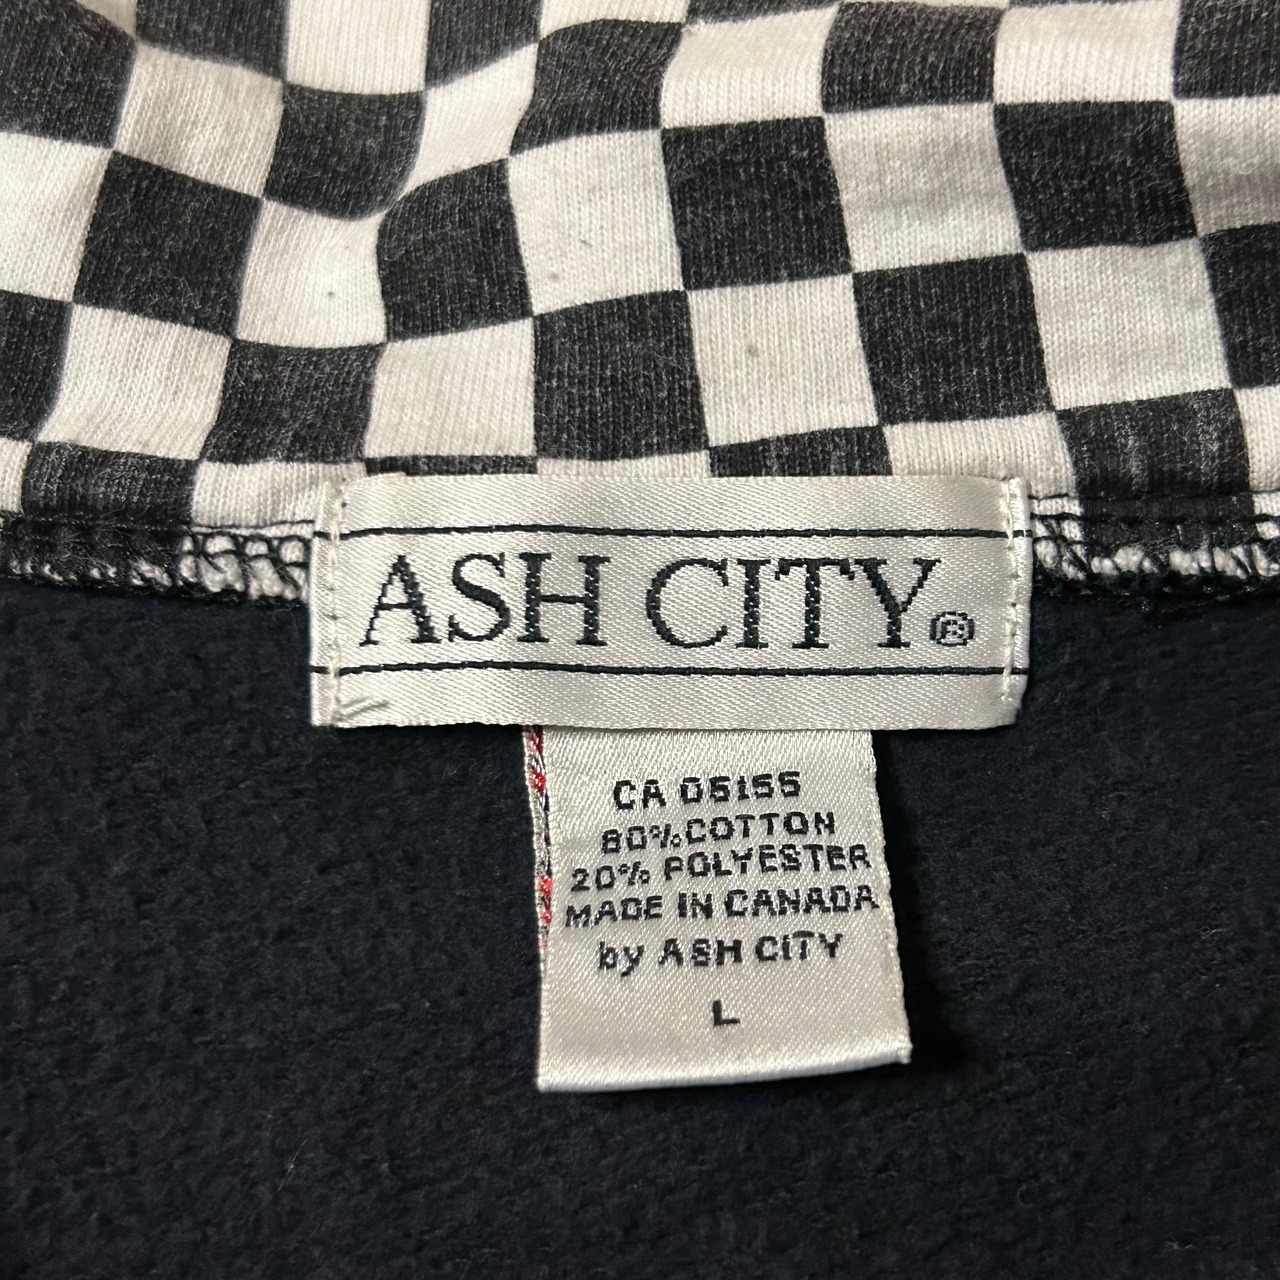 ASH CITY®
CA 05155
80% COTTON
20% POLYESTER
MADE IN CANADA
by ASH CITY
L